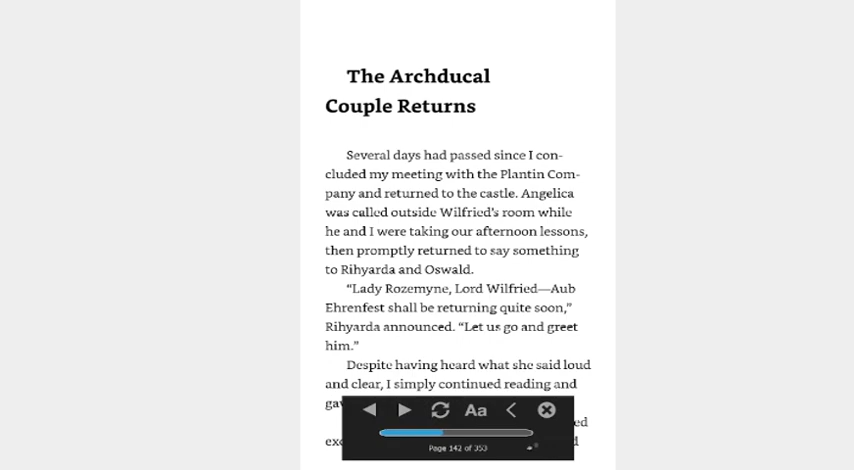 The Archducal
Couple Returns
Several days had passed since I con-
cluded my meeting with the Plantin Com-
pany and returned to the castle. Angelica
was called outside Wilfried's room while
he and I were taking our afternoon lessons,
then promptly returned to say something
to Rihyarda and Oswald.
“Lady Rozemyne, Lord Wilfried—Aub
Ehrenfest shall be returning quite soon,”
Rihyarda announced. “Let us go and greet
him.”
Despite having heard what she said loud
and clear, I simply continued reading and
Aa
Page 142 of 353